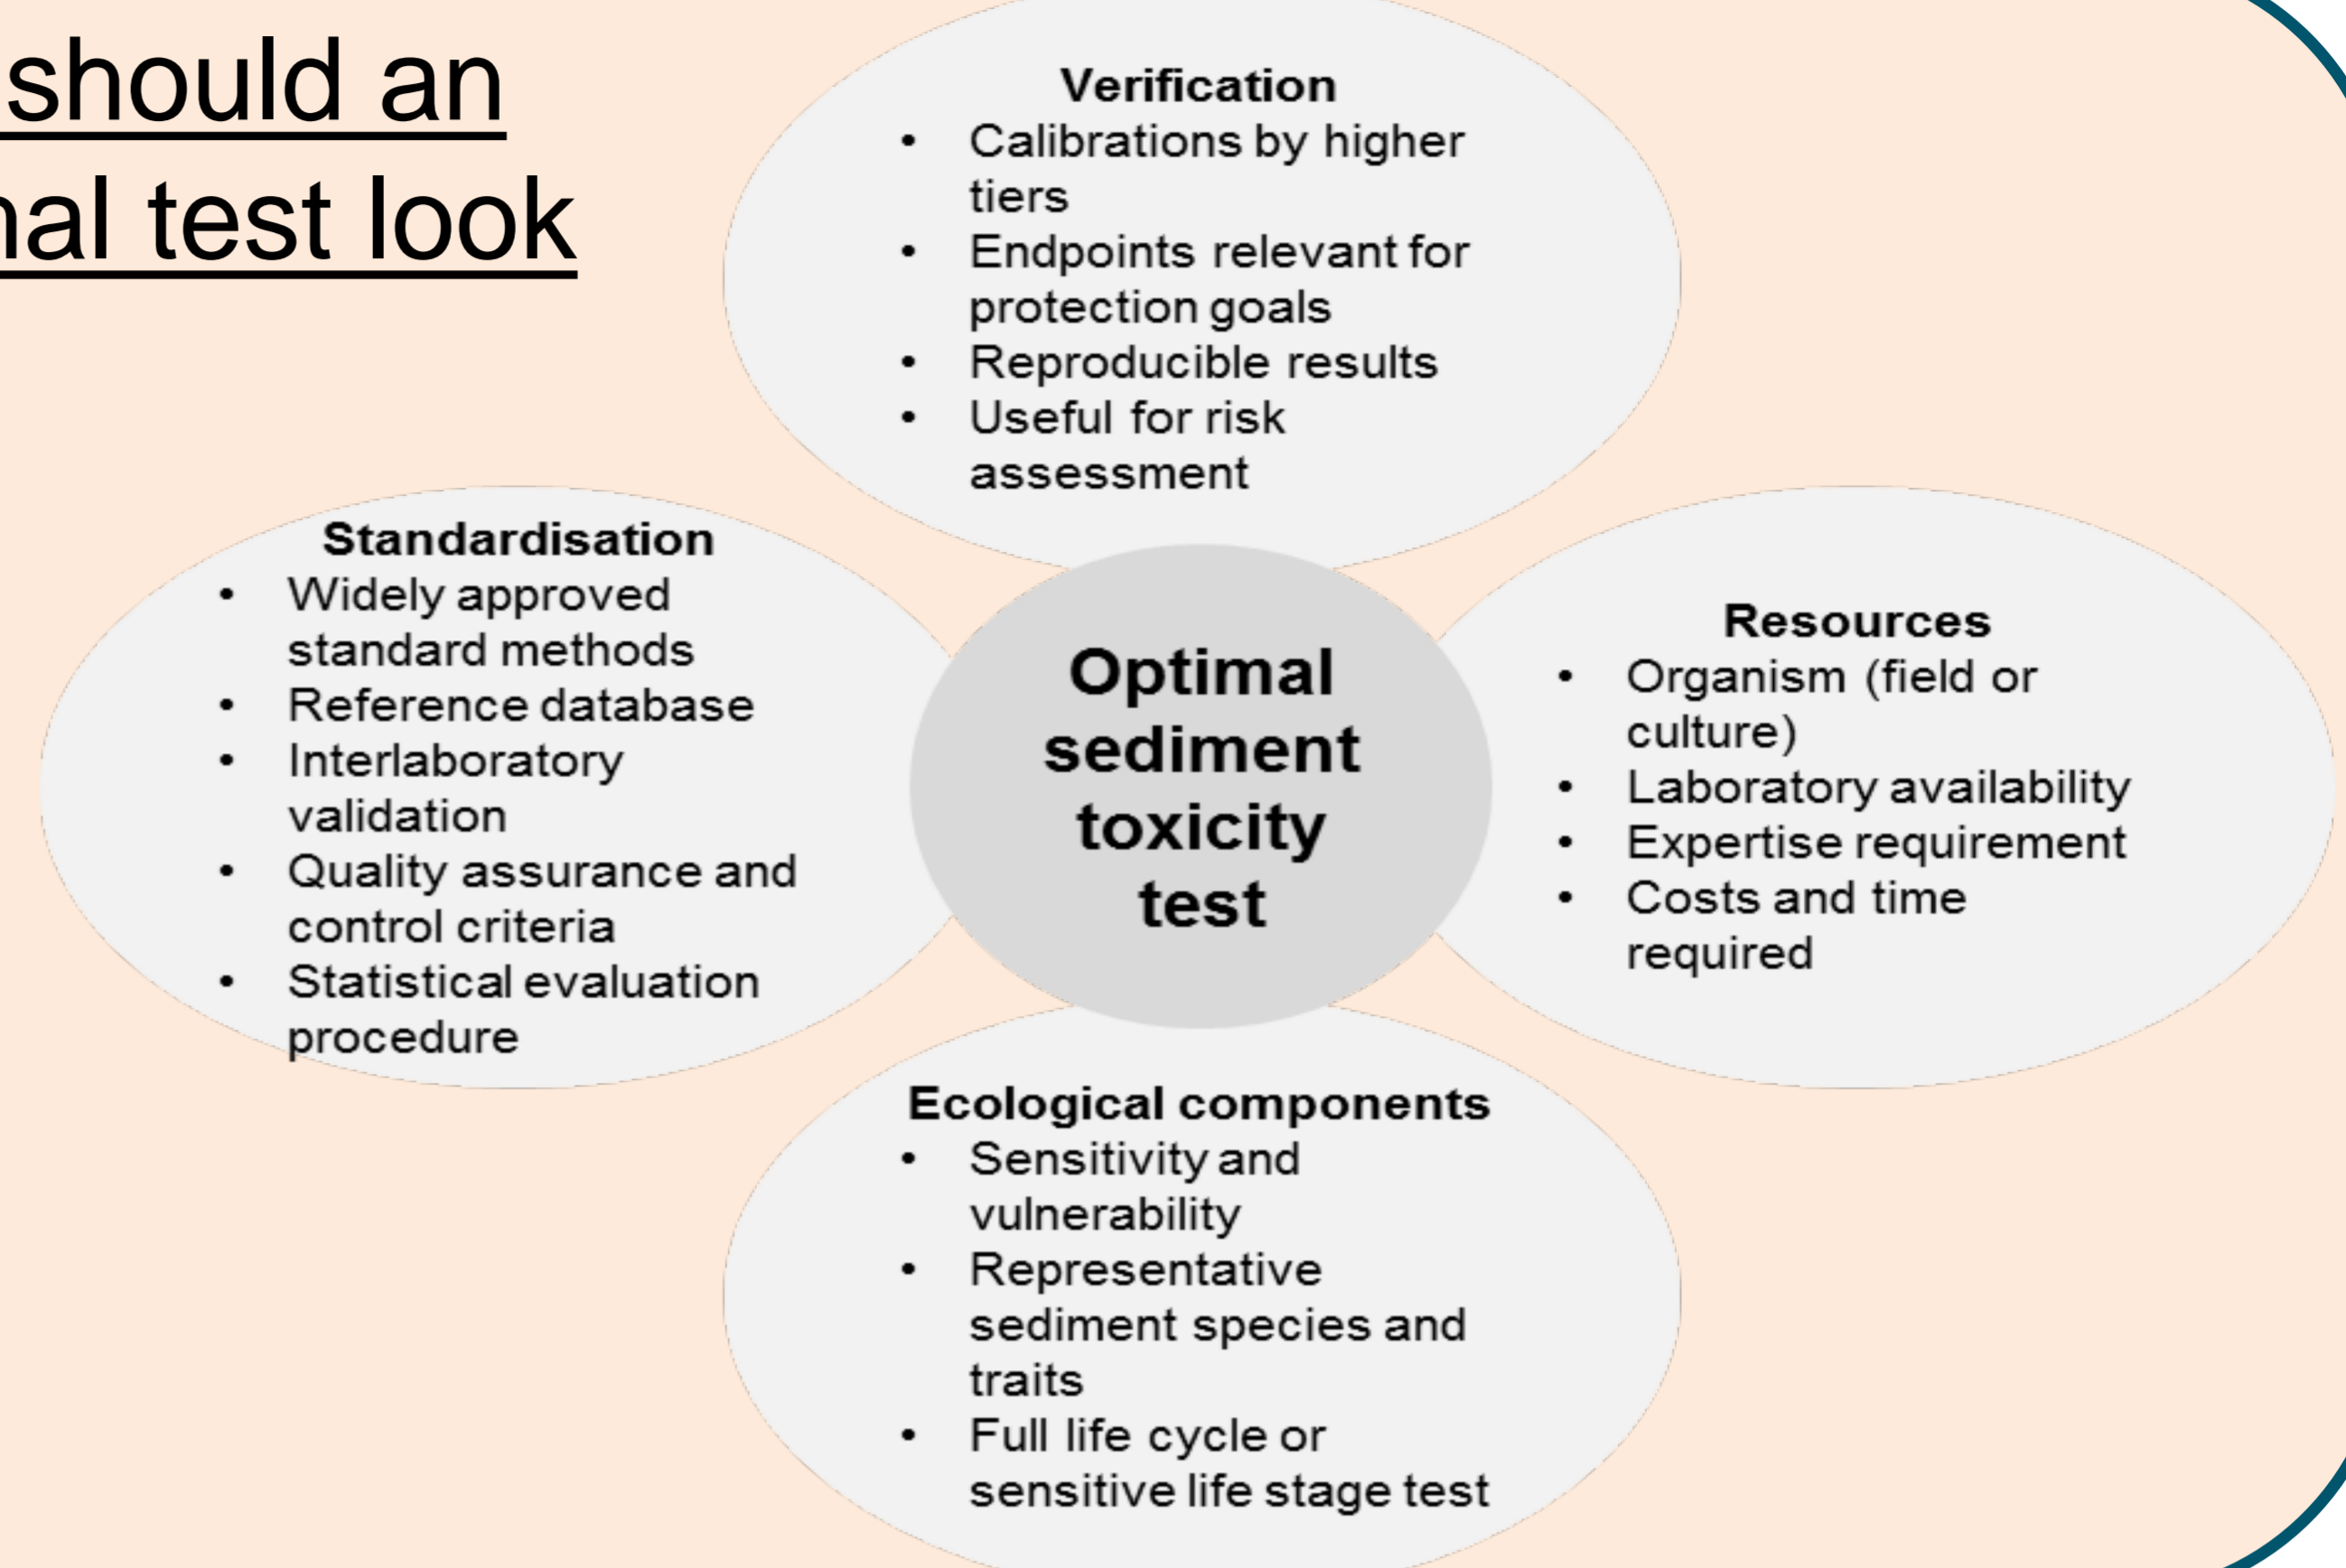 should an
nal test look
Verification
• Calibrations by higher
tiers
• Endpoints relevant for
protection goals
• Reproducible results
• Useful for risk
assessment
Standardisation
• Widely approved
standard methods
• Reference database
• Interlaboratory
validation
• Quality assurance and
control criteria
• Statistical evaluation
procedure
Optimal
sediment
toxicity
test
Resources
• Organism (field or
culture)
• Laboratory availability
• Expertise requirement
• Costs and time
required
Ecological components
• Sensitivity and
vulnerability
• Representative
sediment species and
traits
• Full life cycle or
sensitive life stage test